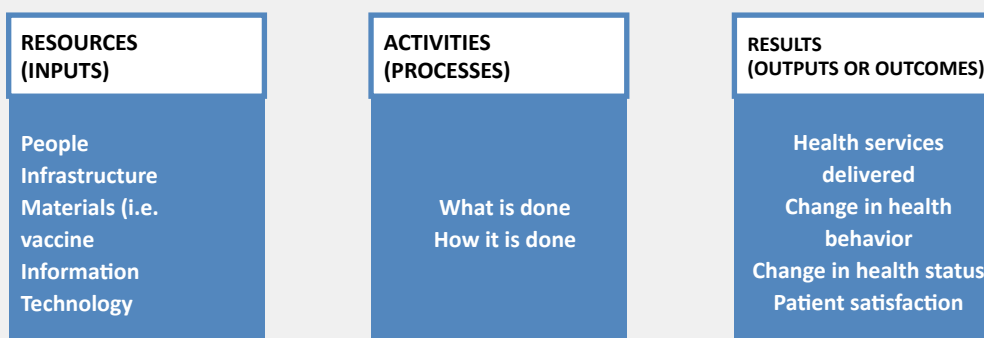 RESOURCES
(INPUTS)
People
Infrastructure
Materials (i.e.
vaccine
Information
Technology
ACTIVITIES
(PROCESSES)
What is done
How it is done
RESULTS
(OUTPUTS OR OUTCOMES)
Health services
delivered
Change in health
behavior
Change in health status
Patient satisfaction